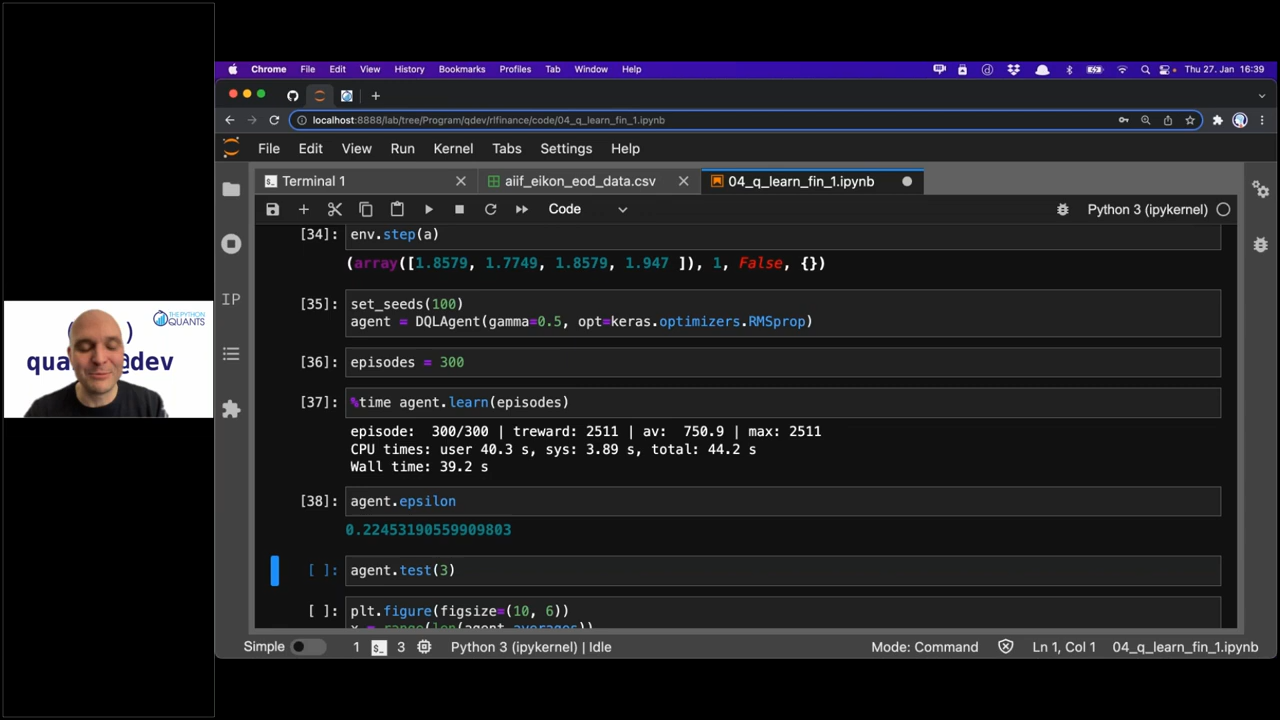 Chrome File Edit View History Bookmarks Profiles Tab Window Help Thu 27. Jan 16:39
localhost:8888/lab/tree/Program/qdev/rlfinance/code/04_q_learn_fin_1.ipynb
File Edit View Run Kernel Tabs Settings Help
Terminal 1 aiif_eikon_eod_data.csv 04_q_learn_fin_1.ipynb
Code Python 3 (ipykernel)
[34]: env.step(a)
(array([1.8579, 1.7749, 1.8579, 1.947 ]), 1, False, {})
IP
[35]: set_seeds(100)
agent = DQLAgent(gamma=0.5, opt=keras.optimizers.RMSprop)
THE PYTHON
QUANTS
[36]: episodes = 300
[37]: %time agent.learn(episodes)
episode: 300/300 | treward: 2511 | av: 750.9 | max: 2511
CPU times: user 40.3 s, sys: 3.89 s, total: 44.2 s
Wall time: 39.2 s
[38]: agent.epsilon
0.22453190559909803
[ ]: agent.test(3)
[ ]: plt.figure(figsize=(10, 6))
x = range(len(agent.averages))
Simple 1 3 Python 3 (ipykernel) | Idle Mode: Command Ln 1, Col 1 04_q_learn_fin_1.ipynb